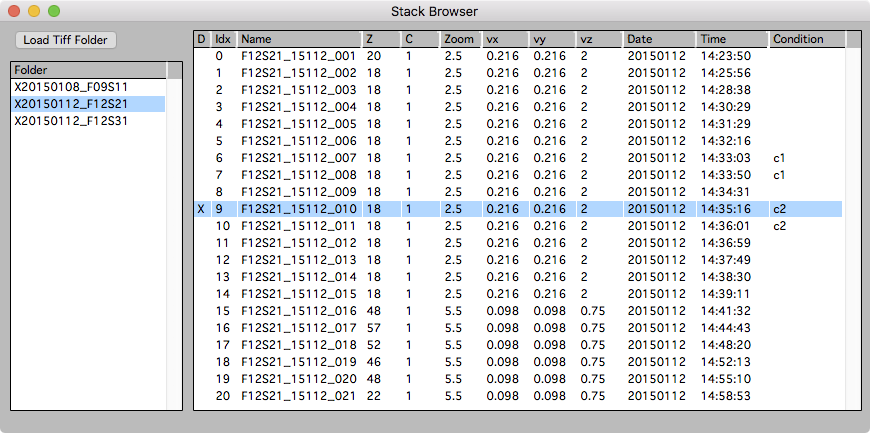 Stack Browser
Load Tiff Folder
Folder
X20150108_F09S11
X20150112_F12S21
X20150112_F12S31
D Idx Name Z C Zoom vx vy vz Date Time Condition
0 F12S21_15112_001 20 1 2.5 0.216 0.216 2 20150112 14:23:50
1 F12S21_15112_002 18 1 2.5 0.216 0.216 2 20150112 14:25:56
2 F12S21_15112_003 18 1 2.5 0.216 0.216 2 20150112 14:28:38
3 F12S21_15112_004 18 1 2.5 0.216 0.216 2 20150112 14:30:29
4 F12S21_15112_005 18 1 2.5 0.216 0.216 2 20150112 14:31:29
5 F12S21_15112_006 18 1 2.5 0.216 0.216 2 20150112 14:32:16
6 F12S21_15112_007 18 1 2.5 0.216 0.216 2 20150112 14:33:03 c1
7 F12S21_15112_008 18 1 2.5 0.216 0.216 2 20150112 14:33:50 c1
8 F12S21_15112_009 18 1 2.5 0.216 0.216 2 20150112 14:34:31
X 9 F12S21_15112_010 18 1 2.5 0.216 0.216 2 20150112 14:35:16 c2
10 F12S21_15112_011 18 1 2.5 0.216 0.216 2 20150112 14:36:01 c2
11 F12S21_15112_012 18 1 2.5 0.216 0.216 2 20150112 14:36:59
12 F12S21_15112_013 18 1 2.5 0.216 0.216 2 20150112 14:37:49
13 F12S21_15112_014 18 1 2.5 0.216 0.216 2 20150112 14:38:30
14 F12S21_15112_015 18 1 2.5 0.216 0.216 2 20150112 14:39:11
15 F12S21_15112_016 48 1 5.5 0.098 0.098 0.75 20150112 14:41:32
16 F12S21_15112_017 57 1 5.5 0.098 0.098 0.75 20150112 14:44:43
17 F12S21_15112_018 52 1 5.5 0.098 0.098 0.75 20150112 14:48:20
18 F12S21_15112_019 46 1 5.5 0.098 0.098 0.75 20150112 14:52:13
19 F12S21_15112_020 48 1 5.5 0.098 0.098 0.75 20150112 14:55:10
20 F12S21_15112_021 22 1 5.5 0.098 0.098 0.75 20150112 14:58:53